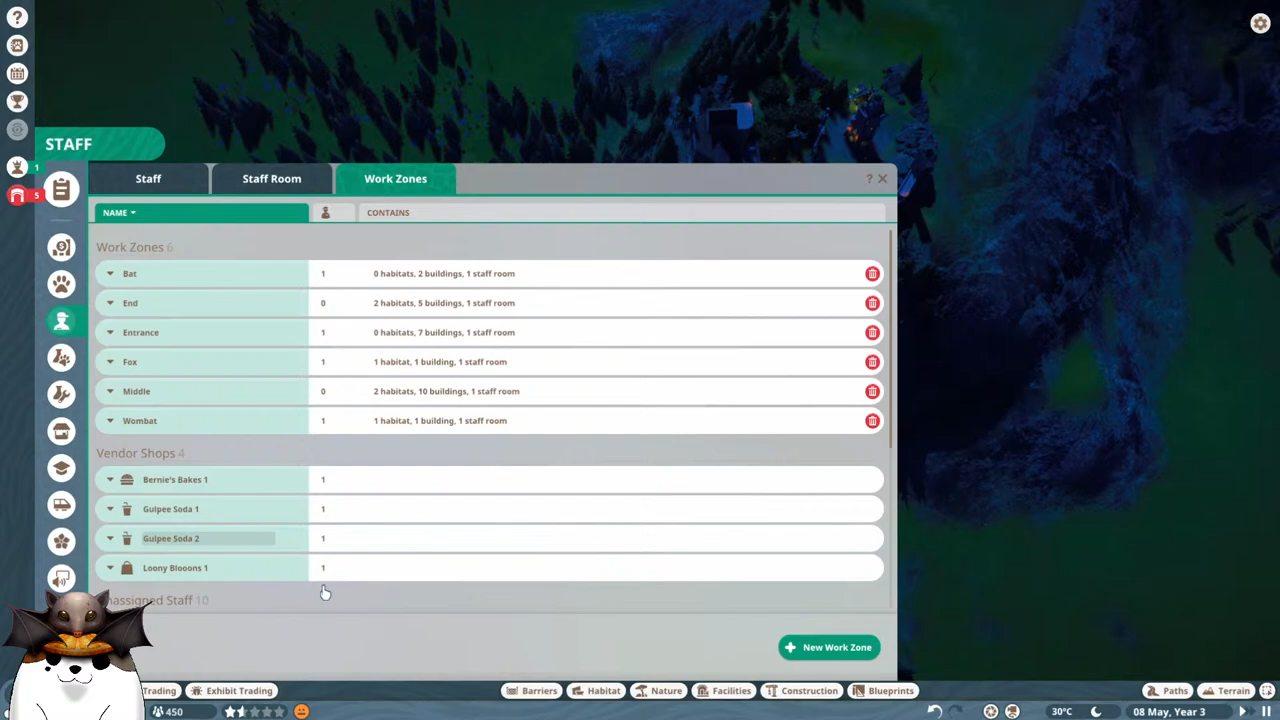 ?
1
5
STAFF
Staff
Staff Room
Work Zones
?
NAME
CONTAINS
Work Zones 6
Bat 1 0 habitats, 2 buildings, 1 staff room
End 0 2 habitats, 5 buildings, 1 staff room
Entrance 1 0 habitats, 7 buildings, 1 staff room
Fox 1 1 habitat, 1 building, 1 staff room
Middle 0 2 habitats, 10 buildings, 1 staff room
Wombat 1 1 habitat, 1 building, 1 staff room
Vendor Shops 4
Bernie's Bakes 1 1
Gulpee Soda 1 1
Gulpee Soda 2 1
Loony Blooons 1 1
Staff 10
New Work Zone
Trading
Exhibit Trading
Barriers
Habitat
Nature
Facilities
Construction
Blueprints
Paths
Terrain
450
30°C
08 May, Year 3